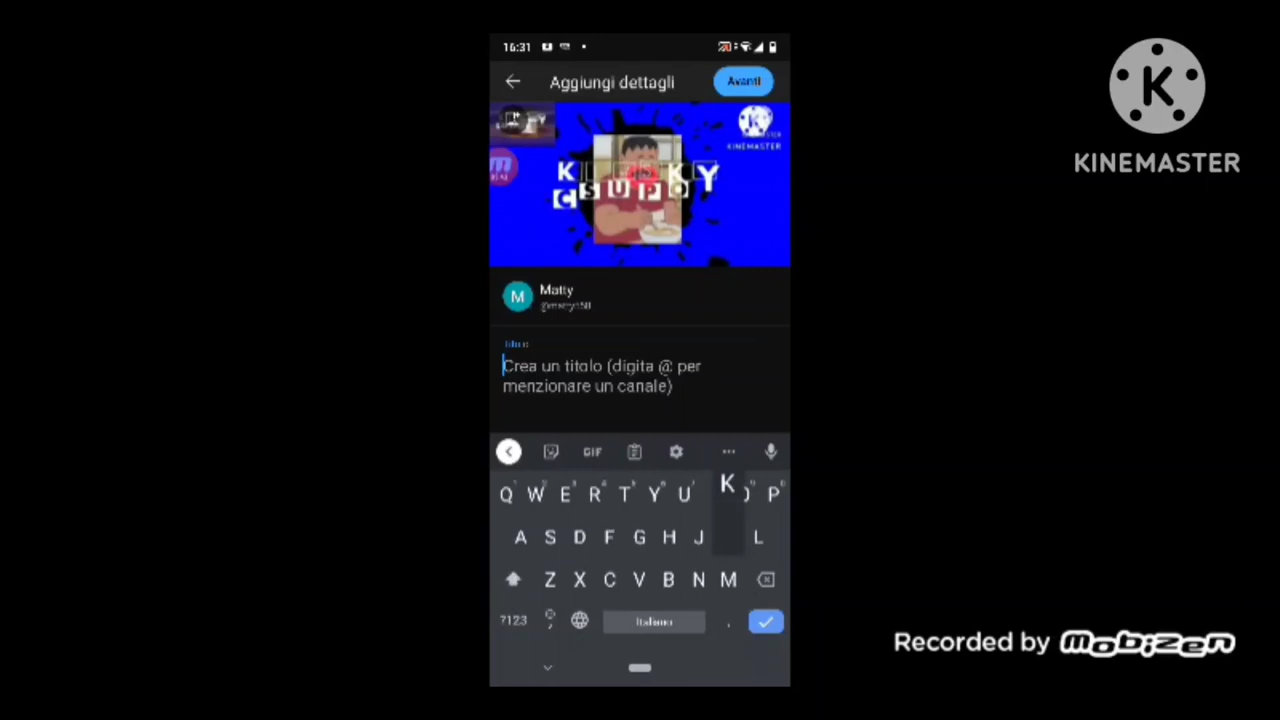 16:31
Aggiungi dettagli
Avanti
KINEMASTER
KINEMASTER
K
K Y
C S U P O
M
Matty
Crea un titolo (digita @ per
menzionare un canale)
GIF
K
Q W E R T Y U P
A S D F G H J L
Z X C V B N M
?123
Italiano
Recorded by mobizen